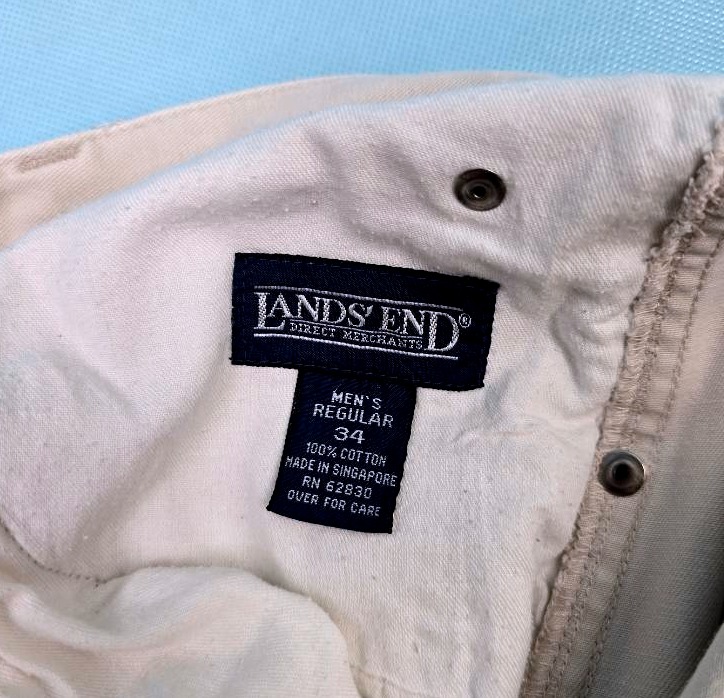 LANDS' END®
DIRECT MERCHANTS
MEN'S
REGULAR
34
100% COTTON
MADE IN SINGAPORE
RN 62830
OVER FOR CARE